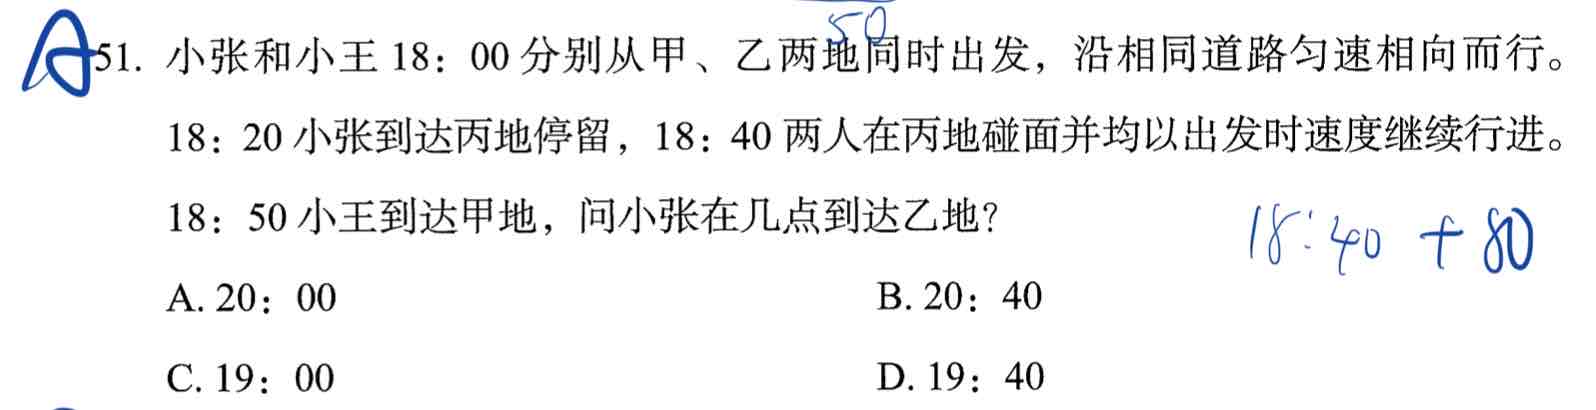 50
A
51. 小张和小王 18：00 分别从甲、乙两地同时出发，沿相同道路匀速相向而行。
18：20 小张到达丙地停留，18：40 两人在丙地碰面并均以出发时速度继续行进。
18：50 小王到达甲地，问小张在几点到达乙地？
18:40 + 80
A. 20：00
B. 20：40
C. 19：00
D. 19：40